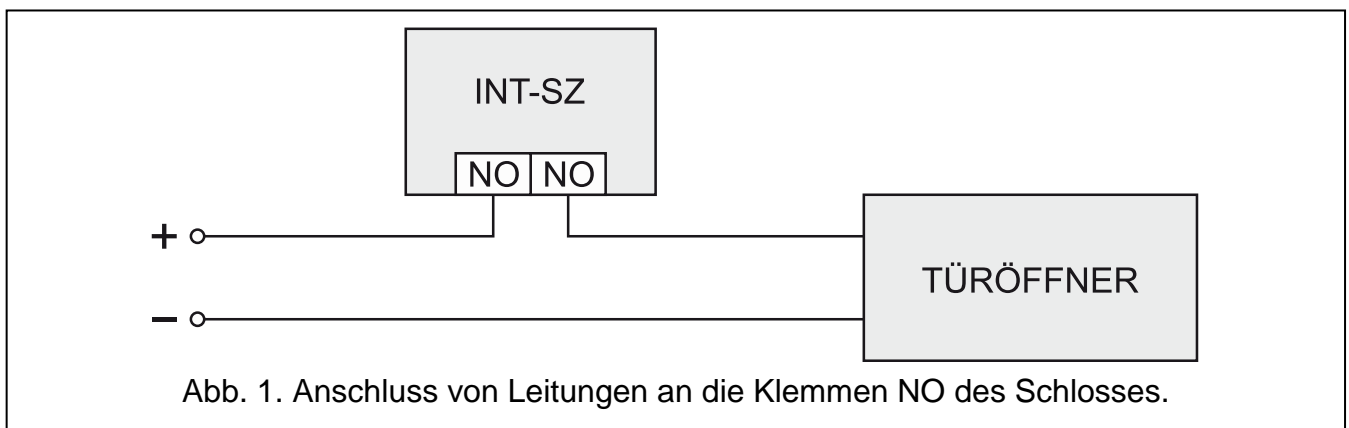 INT-SZ
NO NO
+
TÜRÖFFNER
−
Abb. 1. Anschluss von Leitungen an die Klemmen NO des Schlosses.